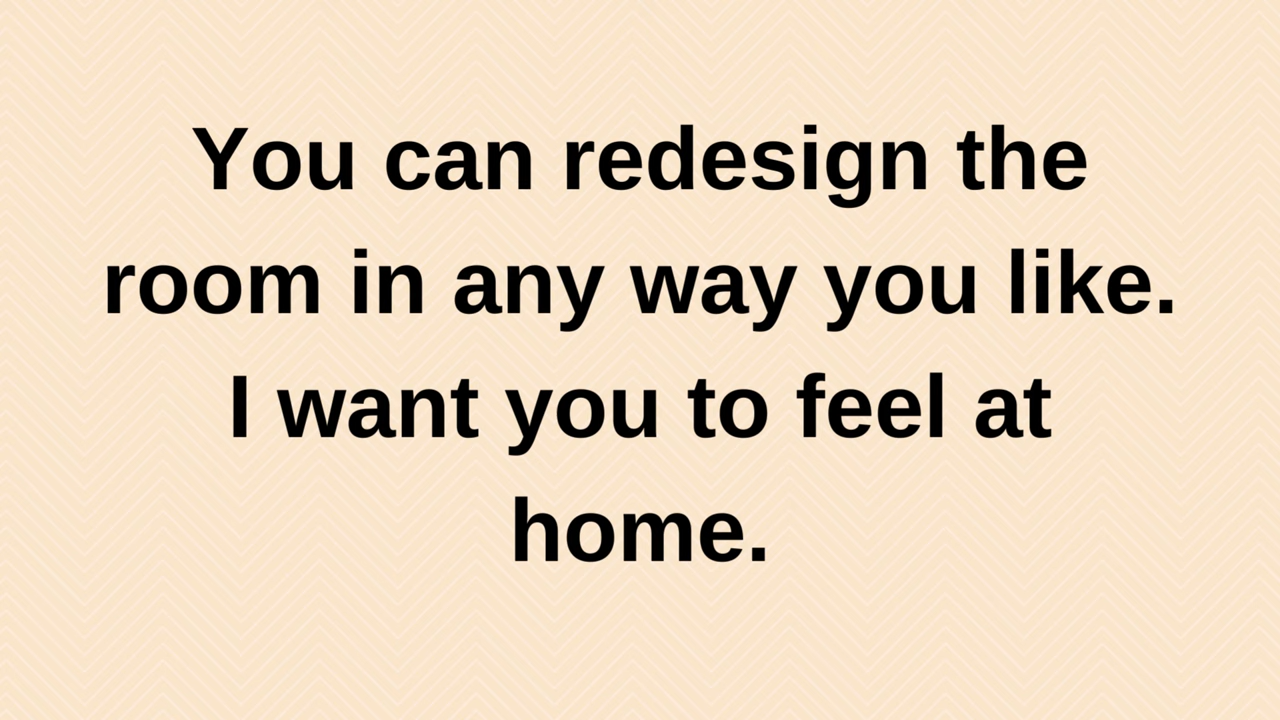 You can redesign the
room in any way you like.
I want you to feel at
home.